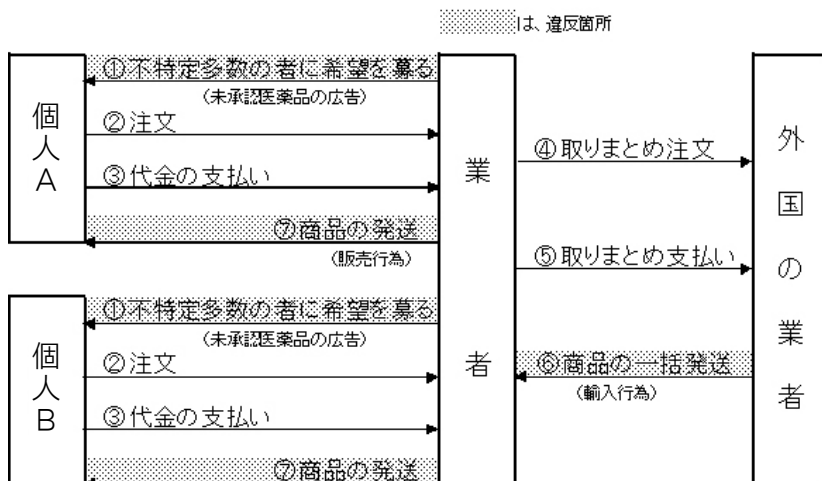 は、違反箇所
個人A
①不特定多数の者に希望を募る
(未承認医薬品の広告)
②注文
③代金の支払い
⑦商品の発送
(販売行為)
個人B
①不特定多数の者に希望を募る
(未承認医薬品の広告)
②注文
③代金の支払い
⑦商品の発送
業者
④取りまとめ注文
⑤取りまとめ支払い
⑥商品の一括発送
(輸入行為)
外国の業者